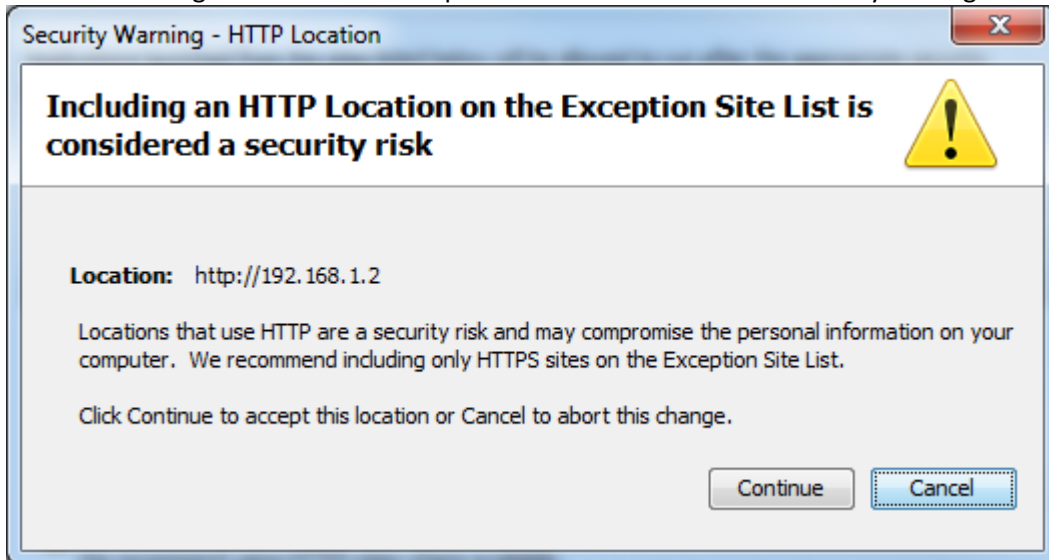 Security Warning - HTTP Location
Including an HTTP Location on the Exception Site List is
considered a security risk
Location: http://192.168.1.2
Locations that use HTTP are a security risk and may compromise the personal information on your
computer. We recommend including only HTTPS sites on the Exception Site List.
Click Continue to accept this location or Cancel to abort this change.
Continue Cancel